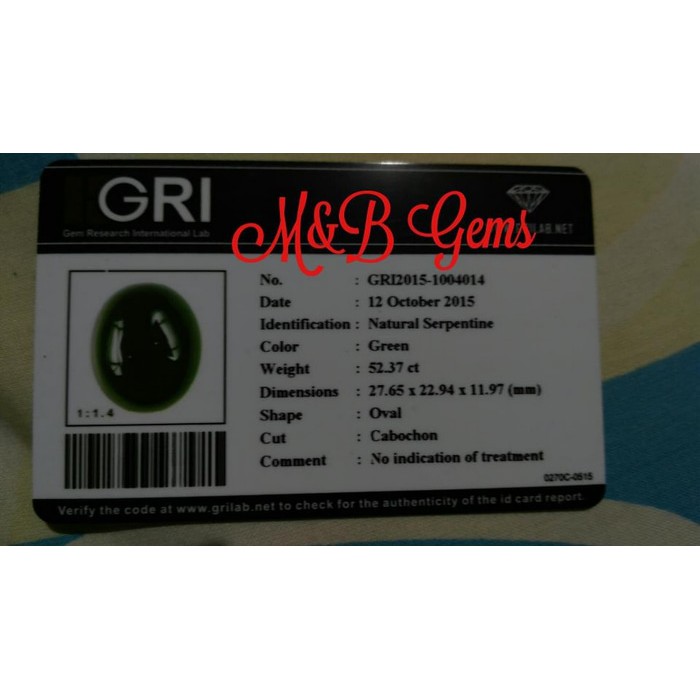 GRI
Gem Research International Lab
M&B Gems
LAB.NET
No. : GRI2015-1004014
Date : 12 October 2015
Identification : Natural Serpentine
Color : Green
Weight : 52.37 ct
Dimensions : 27.65 x 22.94 x 11.97 (mm)
Shape : Oval
Cut : Cabochon
Comment : No indication of treatment
1:1.4
0270C-0515
Verify the code at www.grilab.net to check for the authenticity of the id card report.